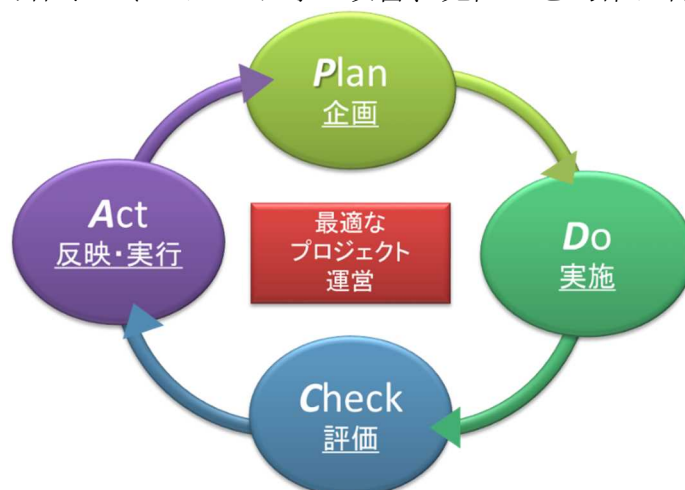 Plan
企画
Act
反映・実行
最適な
プロジェクト
運営
Do
実施
Check
評価